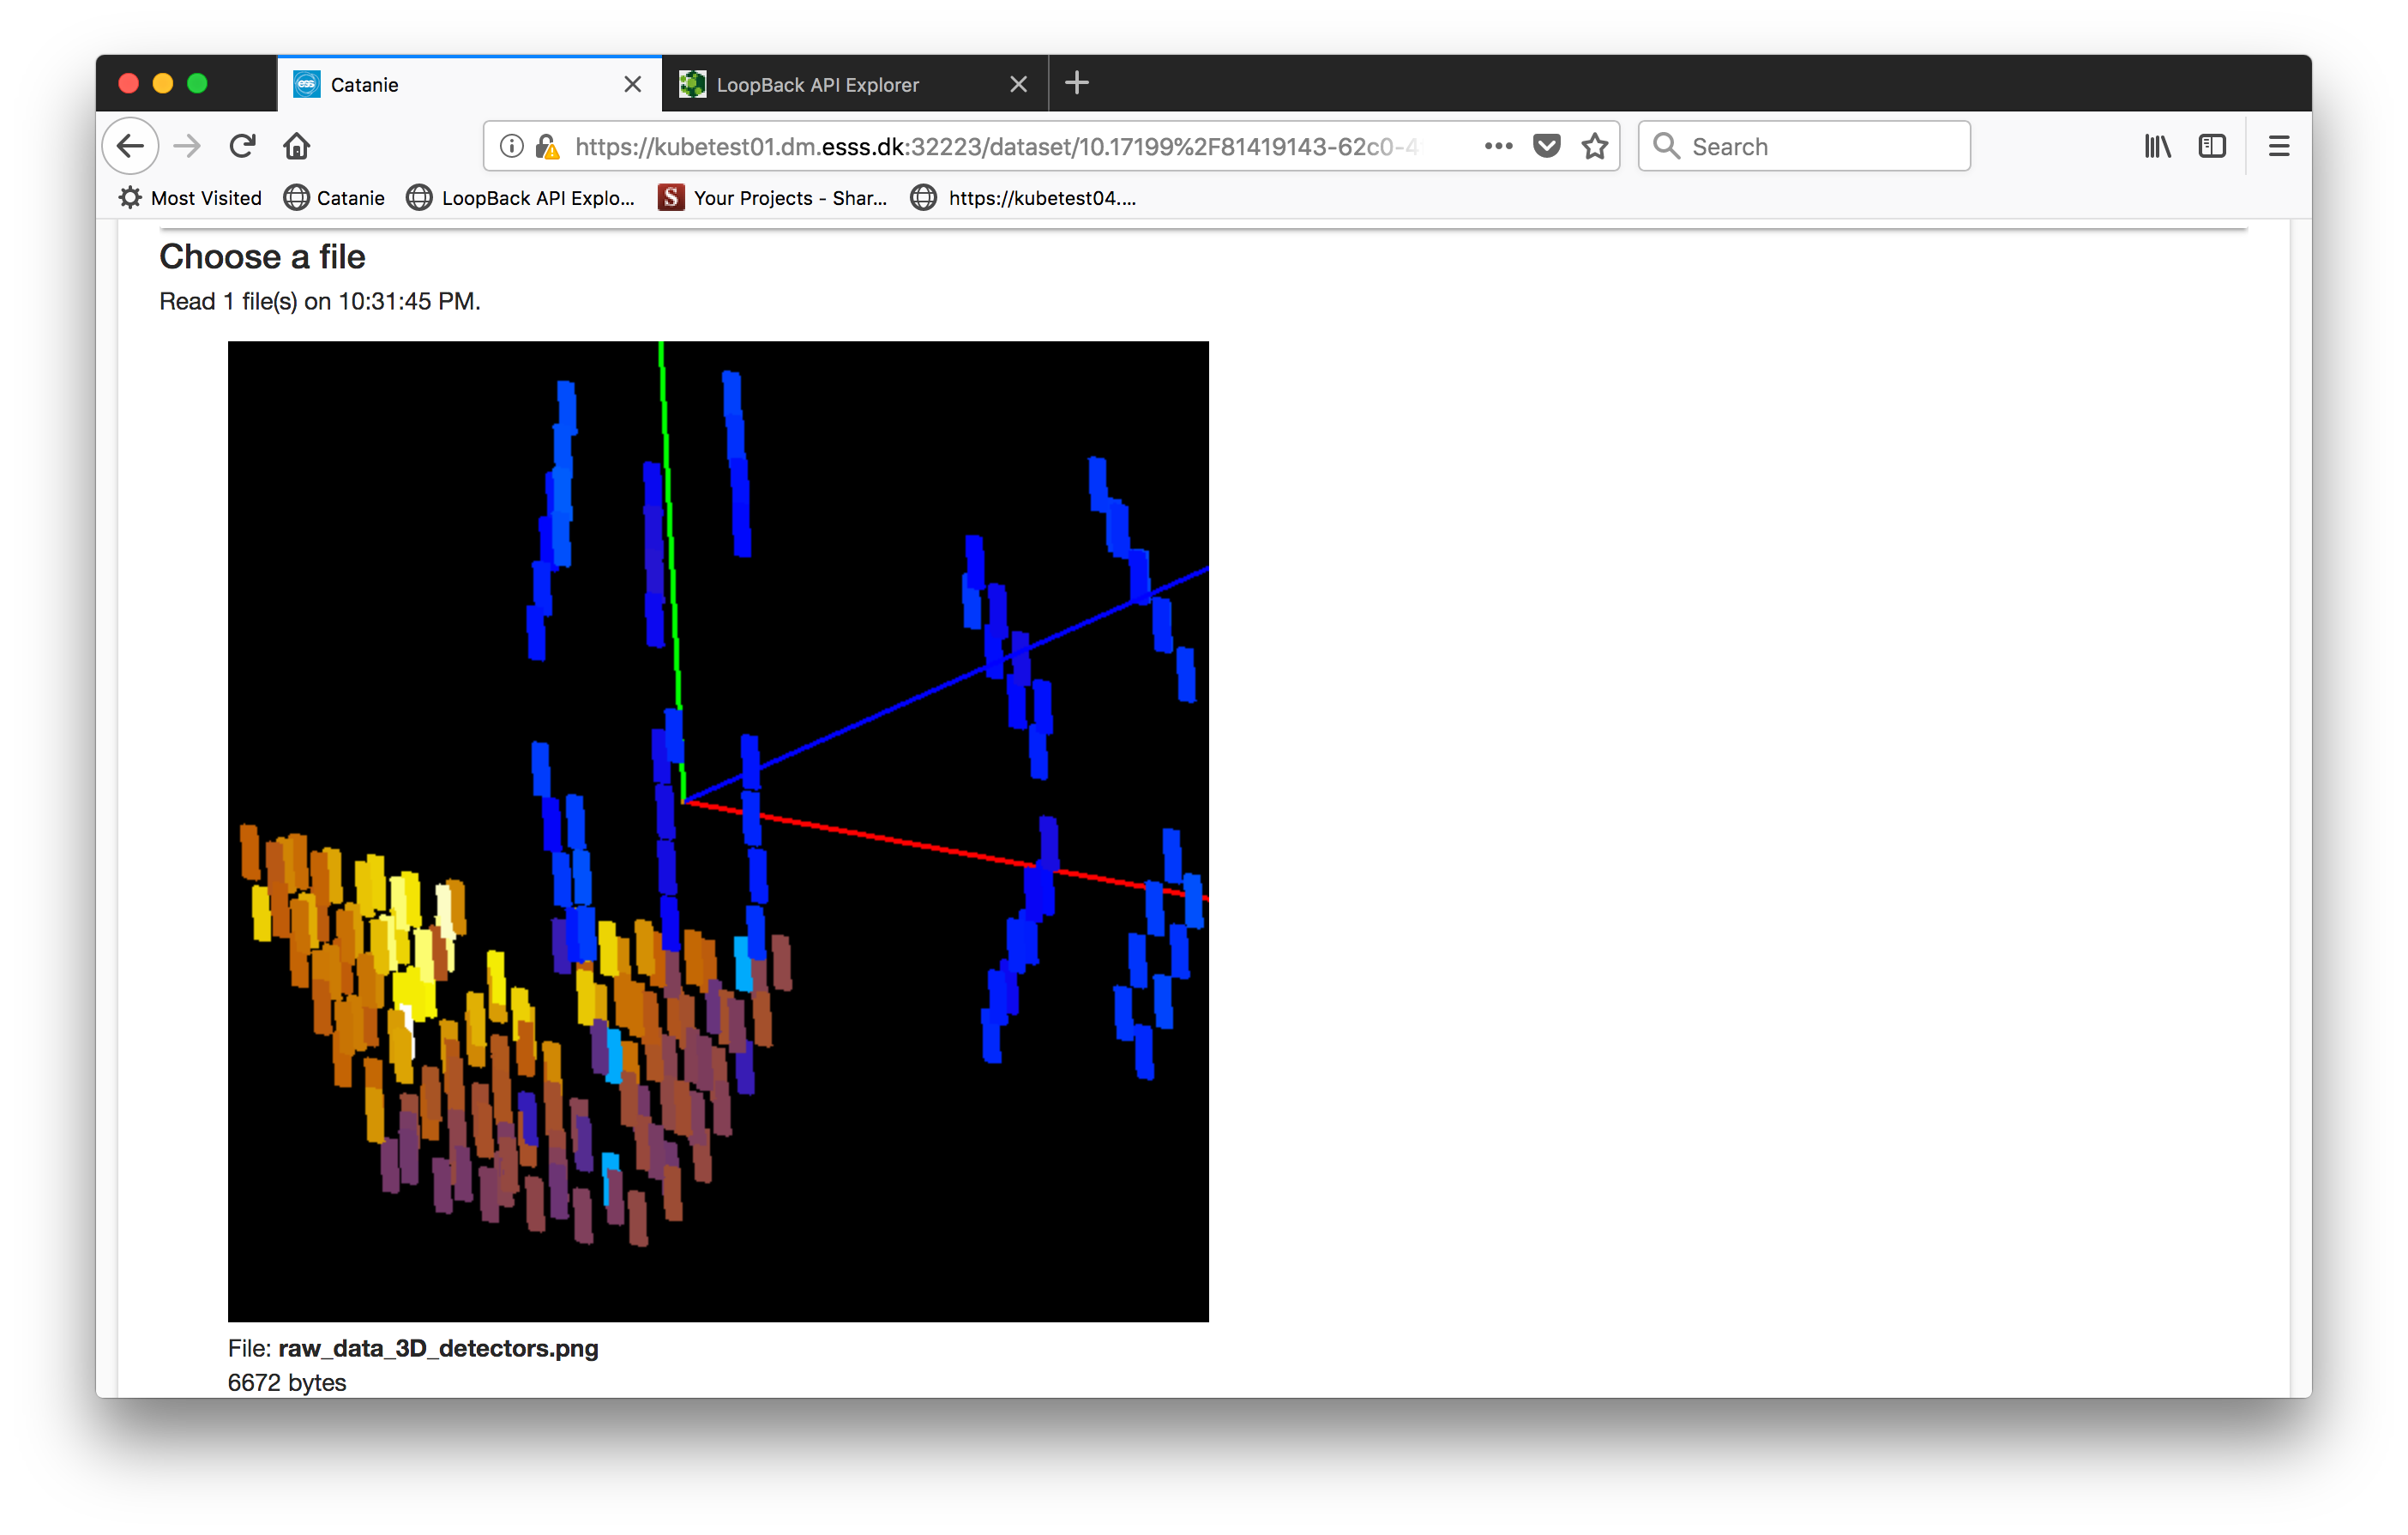 Catanie
LoopBack API Explorer
https://kubetest01.dm.esss.dk:32223/dataset/10.17199%2F81419143-62c0-4
Search
Most Visited
Catanie
LoopBack API Explo...
Your Projects - Shar...
https://kubetest04....
Choose a file
Read 1 file(s) on 10:31:45 PM.
File: raw_data_3D_detectors.png
6672 bytes